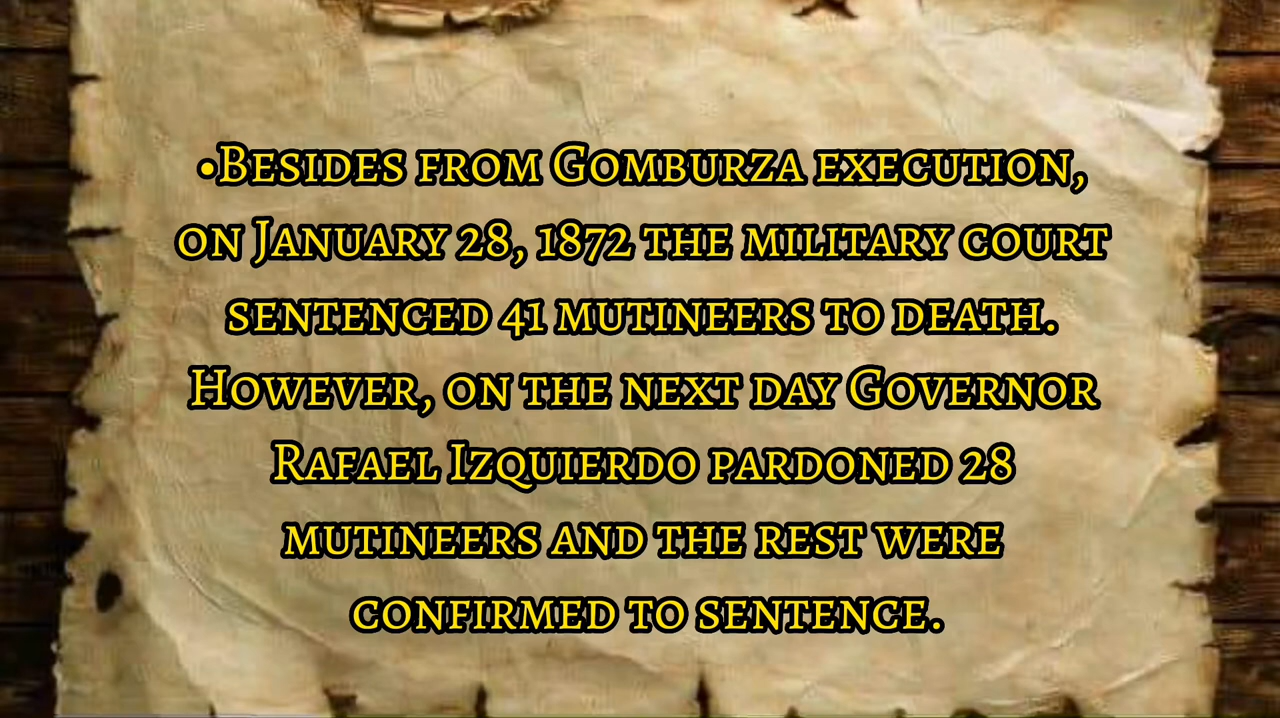 •Besides from Gomburza execution,
on January 28, 1872 the military court
sentenced 41 mutineers to death.
However, on the next day Governor
Rafael Izquierdo pardoned 28
mutineers and the rest were
confirmed to sentence.